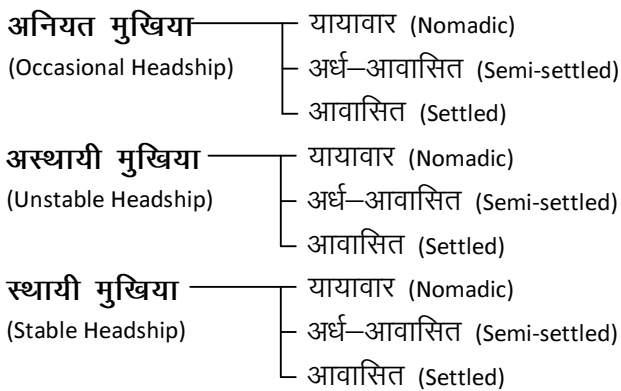 अनियत मुखिया यायावार (Nomadic)
(Occasional Headship) अर्ध–आवासित (Semi-settled)
आवासित (Settled)
अस्थायी मुखिया यायावार (Nomadic)
(Unstable Headship) अर्ध–आवासित (Semi-settled)
आवासित (Settled)
स्थायी मुखिया यायावार (Nomadic)
(Stable Headship) अर्ध–आवासित (Semi-settled)
आवासित (Settled)